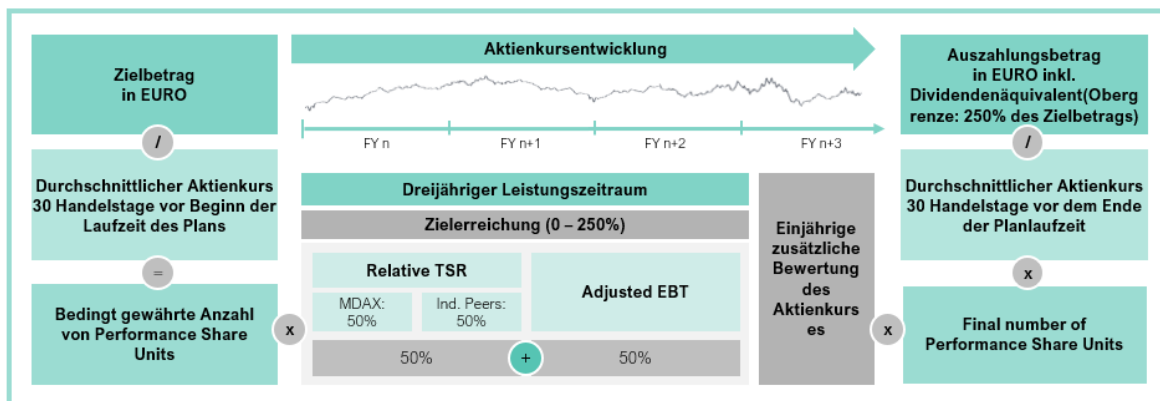 Zielbetrag
in EURO
/
Durchschnittlicher Aktienkurs
30 Handelstage vor Beginn der
Laufzeit des Plans
=
Bedingt gewährte Anzahl
von Performance Share
Units
x
Aktienkursentwicklung
FY n
FY n+1
FY n+2
FY n+3
Dreijähriger Leistungszeitraum
Zielerreichung (0 – 250%)
Relative TSR
MDAX:
50%
Ind. Peers:
50%
Adjusted EBT
50%
+
50%
Einjährige
zusätzliche
Bewertung
des
Aktienkurs
es
x
Auszahlungsbetrag
in EURO inkl.
Dividendenäquivalent(Oberg
renze: 250% des Zielbetrags)
/
Durchschnittlicher Aktienkurs
30 Handelstage vor dem Ende
der Planlaufzeit
x
Final number of
Performance Share Units